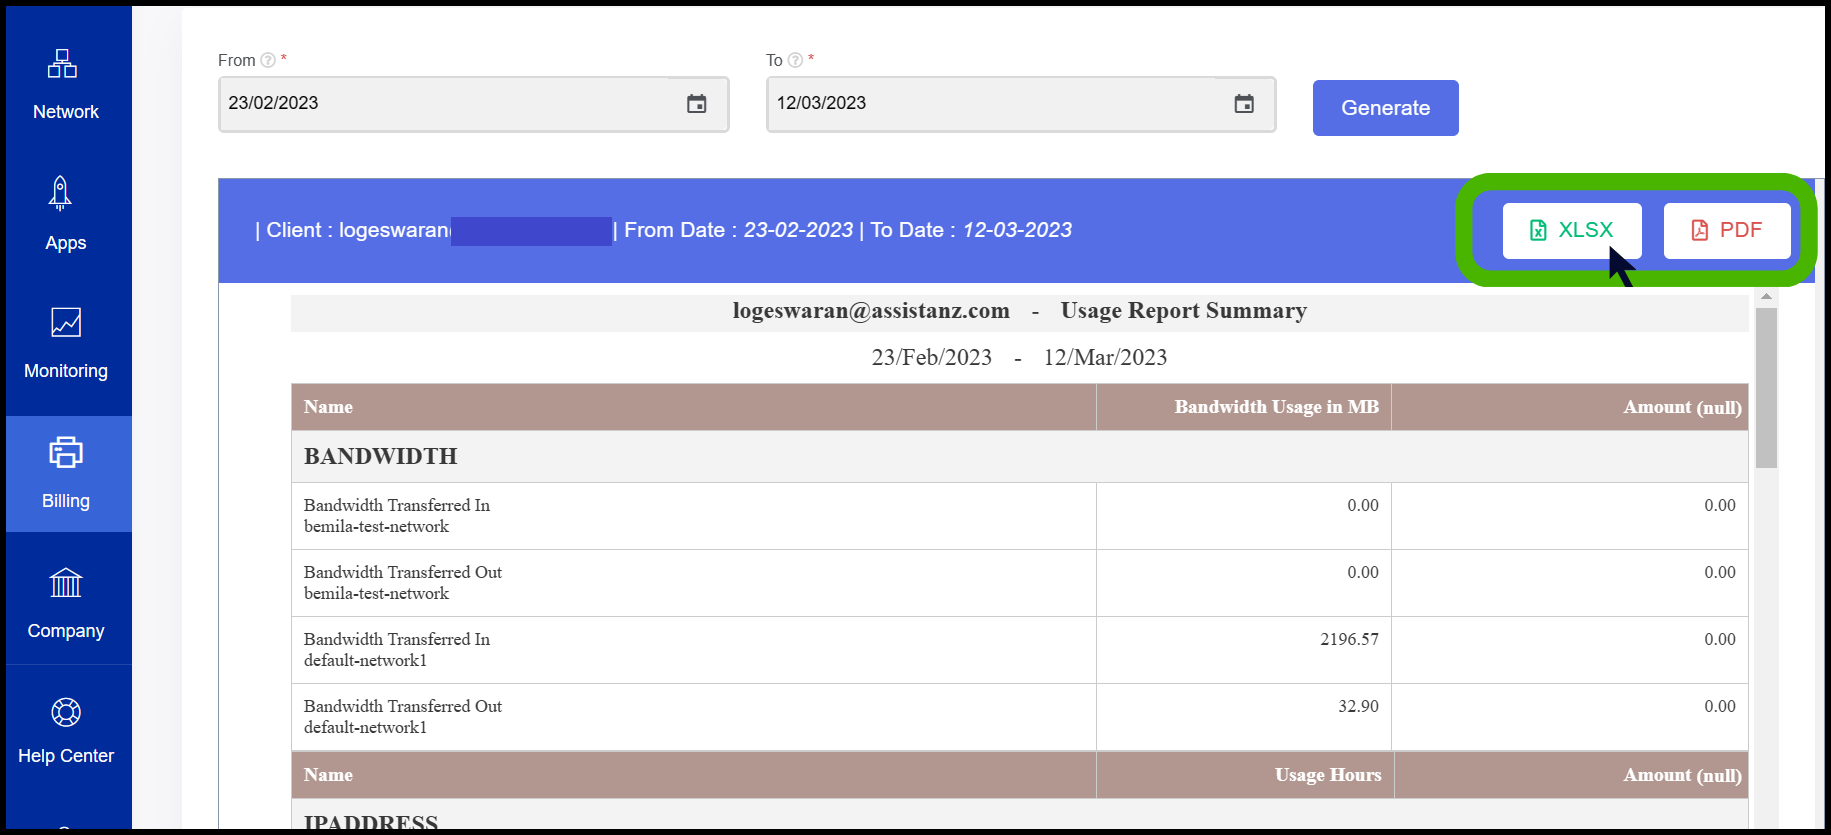 Network
Apps
Monitoring
Billing
Company
Help Center
From ? *
To ? *
23/02/2023
12/03/2023
Generate
| Client : logeswaran | From Date : 23-02-2023 | To Date : 12-03-2023
XLSX
PDF
logeswaran@assistanz.com - Usage Report Summary
23/Feb/2023 - 12/Mar/2023
Name Bandwidth Usage in MB Amount (null)
BANDWIDTH
Bandwidth Transferred In 0.00 0.00
bemila-test-network
Bandwidth Transferred Out 0.00 0.00
bemila-test-network
Bandwidth Transferred In 2196.57 0.00
default-network1
Bandwidth Transferred Out 32.90 0.00
default-network1
Name Usage Hours Amount (null)
IPADDRESS